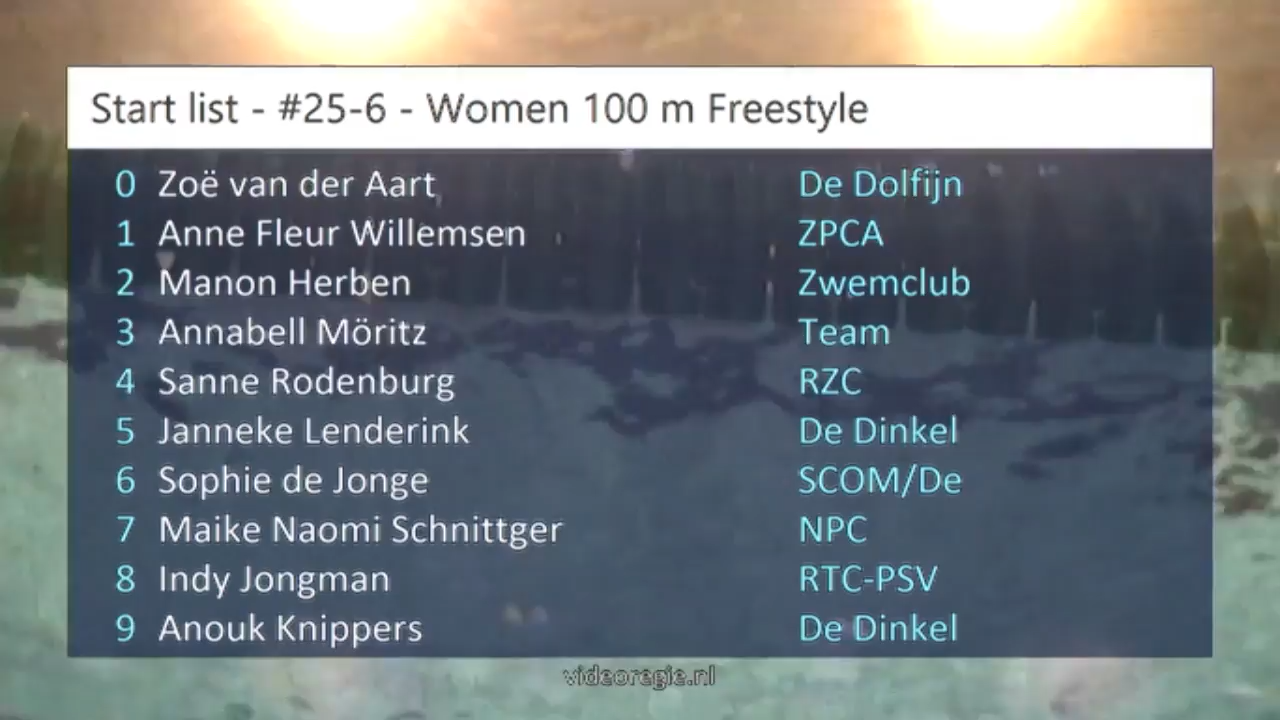 Start list - #25-6 - Women 100 m Freestyle
0 Zoë van der Aart De Dolfijn
1 Anne Fleur Willemsen ZPCA
2 Manon Herben Zwemclub
3 Annabell Möritz Team
4 Sanne Rodenburg RZC
5 Janneke Lenderink De Dinkel
6 Sophie de Jonge SCOM/De
7 Maike Naomi Schnittger NPC
8 Indy Jongman RTC-PSV
9 Anouk Knippers De Dinkel
videoregie.nl